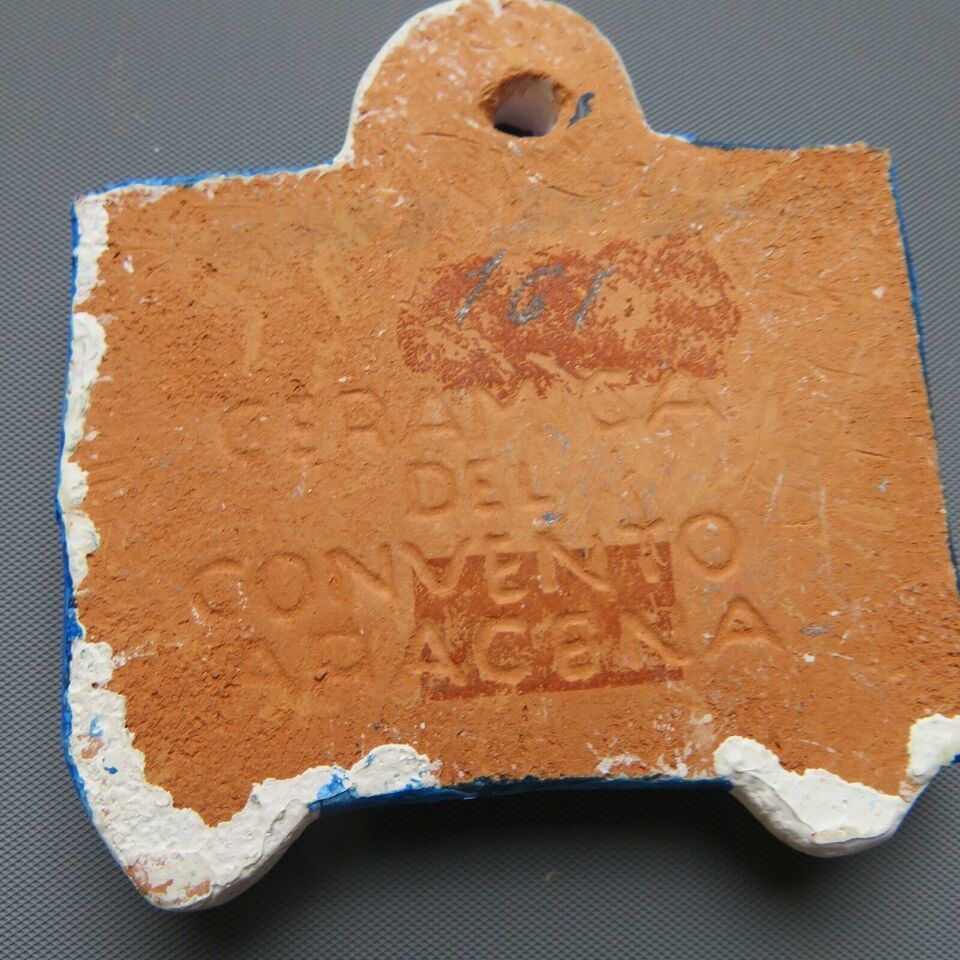 161
CERAMICA
DEL
CONVENTO
ARACENA